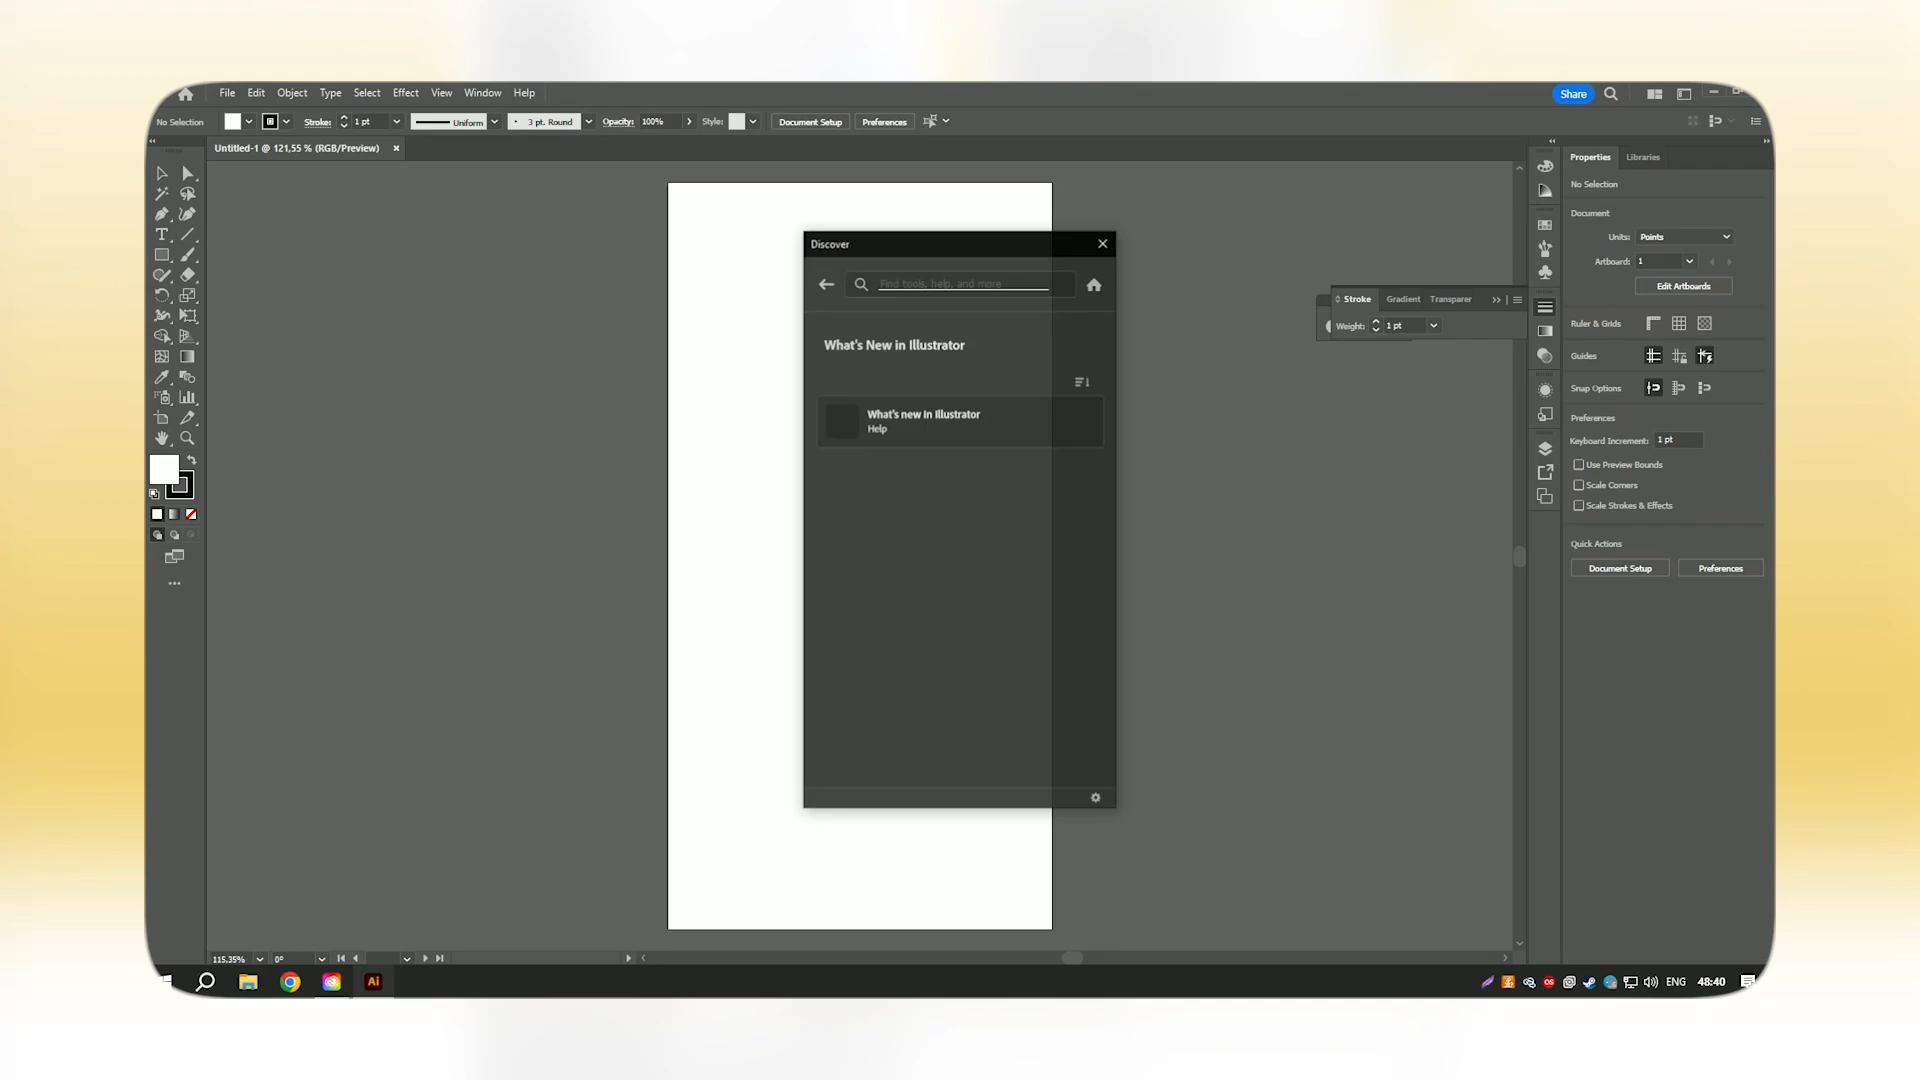 File Edit Object Type Select Effect View Window Help Share
No Selection Stroke: 1 pt Uniform 3 pt. Round Opacity: 100% Style: Document Setup Preferences
Untitled-1 @ 121,55 % (RGB/Preview)
Properties Libraries
No Selection
Document
Units: Points
Artboard: 1
Edit Artboards
Ruler & Grids
Guides
Snap Options
Preferences
Keyboard Increment: 1 pt
Use Preview Bounds
Scale Corners
Scale Strokes & Effects
Quick Actions
Document Setup Preferences
Stroke Gradient Transparer
Weight: 1 pt
Discover
Find tools, help, and more
What's New in Illustrator
What's new in Illustrator
Help
T
115,35% 0°
Ai
ENG 48:40